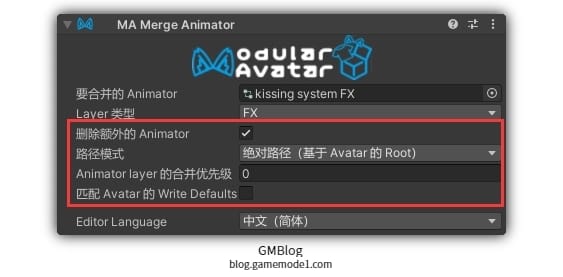 MA Merge Animator
Modular
Avatar
要合并的 Animator kissing system FX
Layer 类型 FX
删除额外的 Animator
路径模式 绝对路径（基于 Avatar 的 Root）
Animator layer 的合并优先级 0
匹配 Avatar 的 Write Defaults
Editor Language 中文（简体）
GMBlog
blog.gamemode1.com